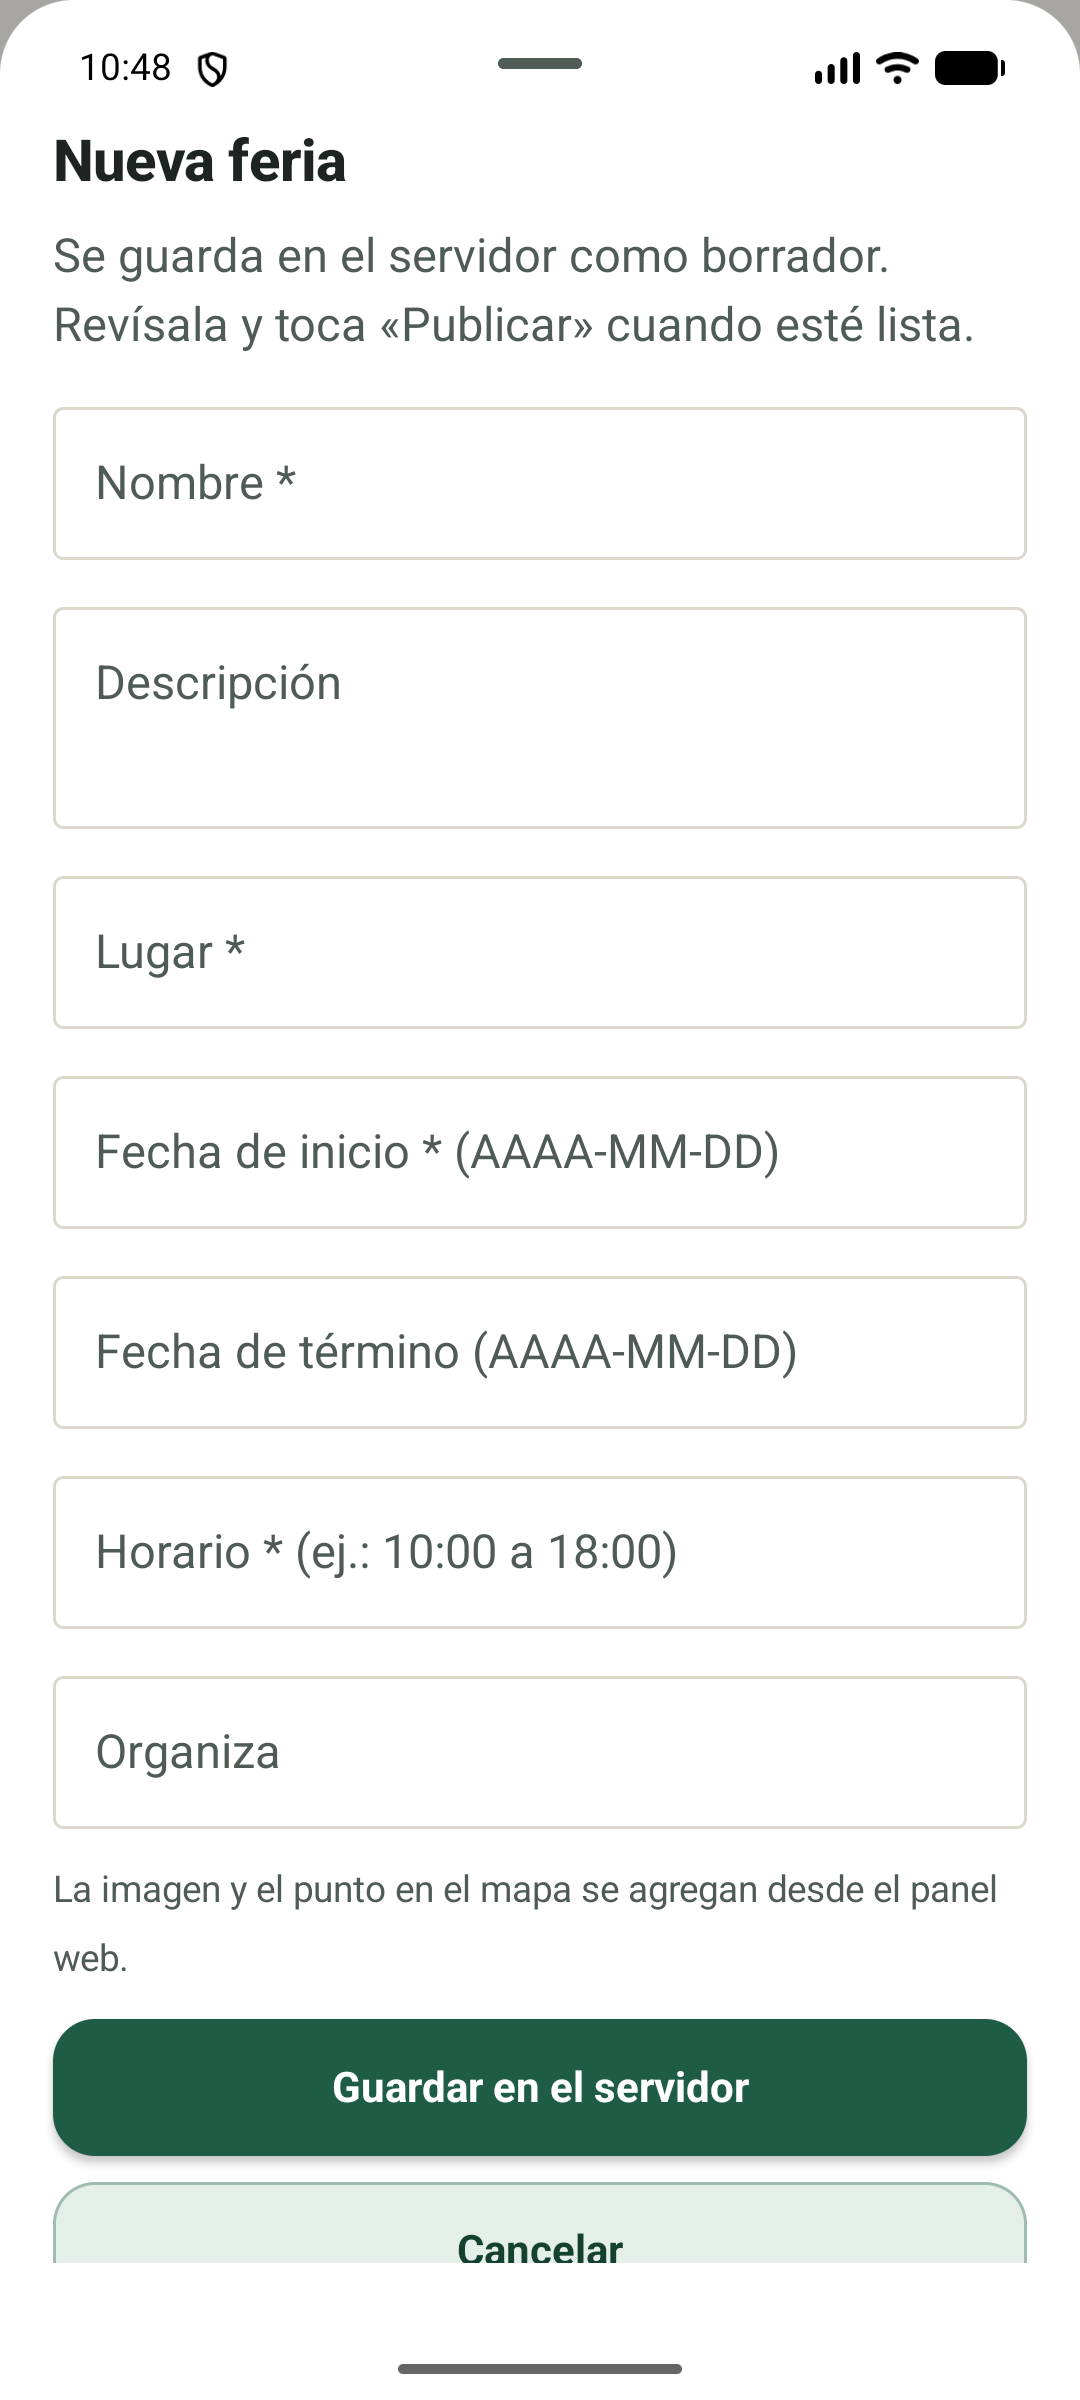 10:48
Nueva feria
Se guarda en el servidor como borrador.
Revísala y toca «Publicar» cuando esté lista.
Nombre *
Descripción
Lugar *
Fecha de inicio * (AAAA-MM-DD)
Fecha de término (AAAA-MM-DD)
Horario * (ej.: 10:00 a 18:00)
Organiza
La imagen y el punto en el mapa se agregan desde el panel
web.
Guardar en el servidor
Cancelar